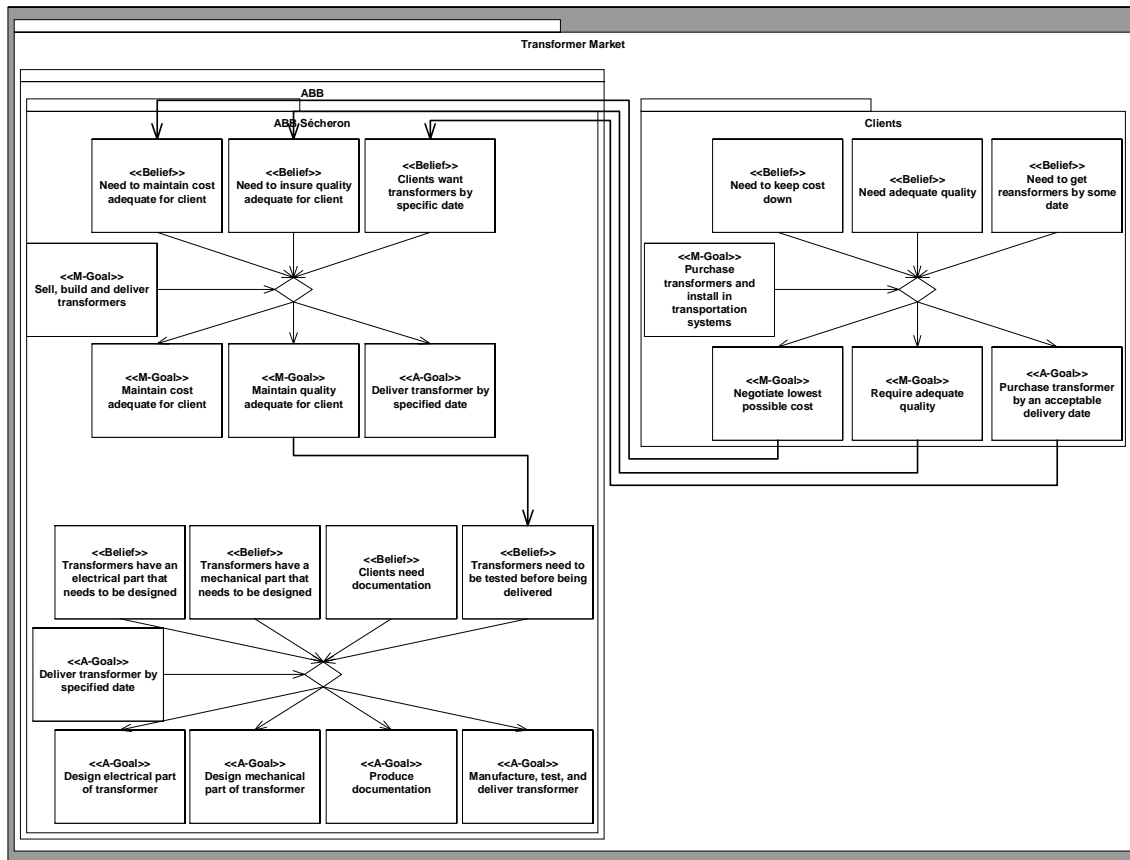 Transformer Market
ABB
ABB Sécheron
Clients
<<Belief>>
Need to maintain cost
adequate for client
<<Belief>>
Need to insure quality
adequate for client
<<Belief>>
Clients want
transformers by
specific date
<<Belief>>
Need to keep cost
down
<<Belief>>
Need adequate quality
<<Belief>>
Need to get
reansformers by some
date
<<M-Goal>>
Sell, build and deliver
transformers
<<M-Goal>>
Purchase
transformers and
install in
transportation
systems
<<M-Goal>>
Maintain cost
adequate for client
<<M-Goal>>
Maintain quality
adequate for client
<<A-Goal>>
Deliver transformer by
specified date
<<M-Goal>>
Negotiate lowest
possible cost
<<M-Goal>>
Require adequate
quality
<<A-Goal>>
Purchase transformer
by an acceptable
delivery date
<<Belief>>
Transformers have an
electrical part that
needs to be designed
<<Belief>>
Transformers have a
mechanical part that
needs to be designed
<<Belief>>
Clients need
documentation
<<Belief>>
Transformers need to
be tested before being
delivered
<<A-Goal>>
Deliver transformer by
specified date
<<A-Goal>>
Design electrical part
of transformer
<<A-Goal>>
Design mechanical
part of transformer
<<A-Goal>>
Produce
documentation
<<A-Goal>>
Manufacture, test, and
deliver transformer